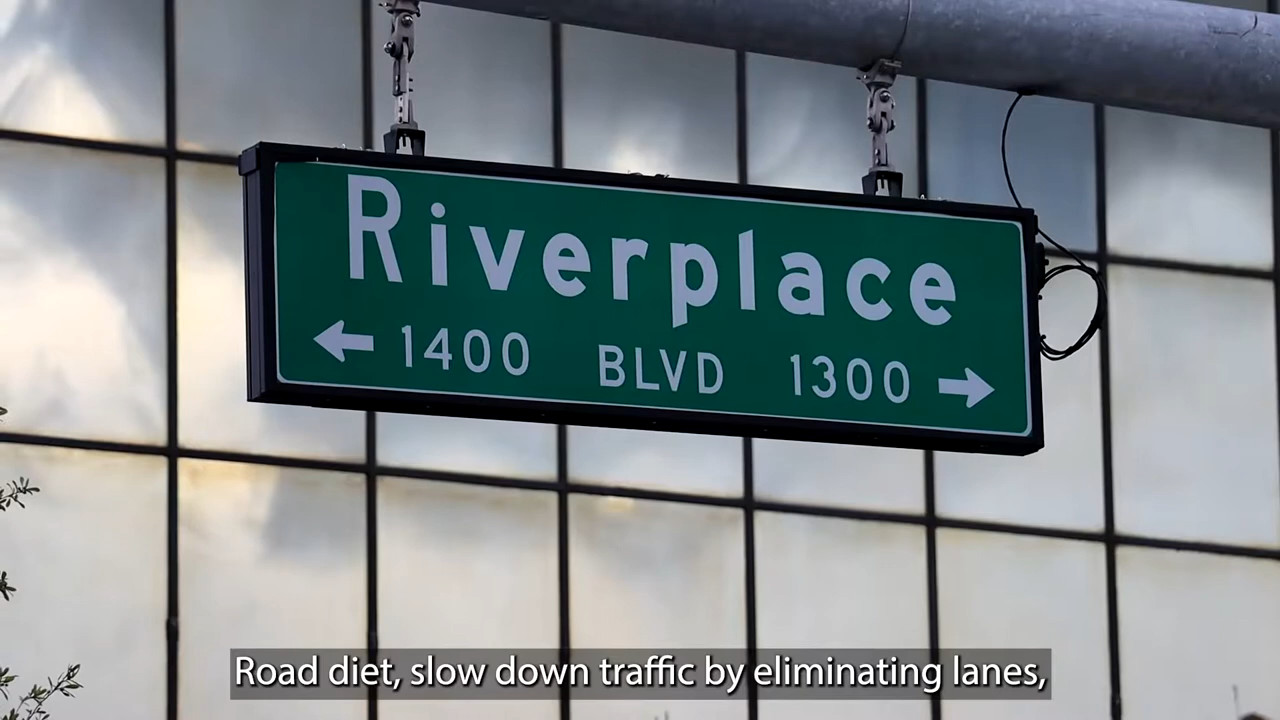 Riverplace
← 1400 BLVD 1300 →
Road diet, slow down traffic by eliminating lanes,